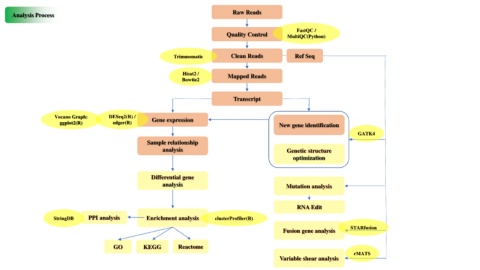 Analysis Process
Raw Reads
Quality Control
FastQC /
MultiQC(Python)
Trimmomatic
Clean Reads
Ref Seq
Hisat2 /
Bowtie2
Mapped Reads
Transcript
Vocano Graph:
ggplot2(R)
DESeq2(R) /
edger(R)
Gene expression
New gene identification
GATK4
Sample relationship
analysis
Genetic structure
optimization
Differential gene
analysis
Mutation analysis
RNA Edit
StringDB
PPI analysis
Enrichment analysis
clusterProfiler(R)
Fusion gene analysis
STARfusion
GO
KEGG
Reactome
Variable shear analysis
rMATS